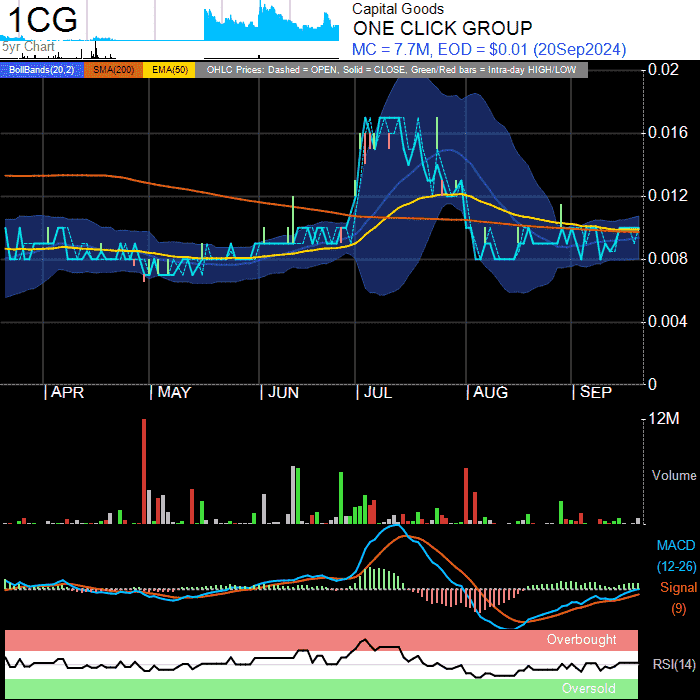 1CG
5yr Chart
Capital Goods
ONE CLICK GROUP
MC = 7.7M, EOD = $0.01 (20Sep2024)
BollBands(20,2) SMA(200) EMA(50) OHLC Prices: Dashed = OPEN, Solid = CLOSE, Green/Red bars = Intra-day HIGH/LOW
0.02
0.016
0.012
0.008
0.004
0
APR MAY JUN JUL AUG SEP
12M
Volume
MACD
(12-26)
Signal
(9)
Overbought
RSI(14)
Oversold